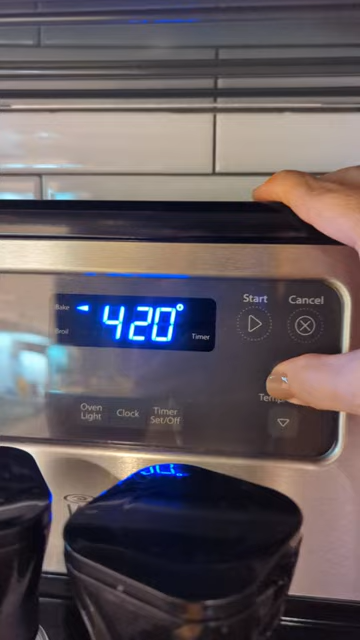 Start Cancel
Bake
420°
Broil
Timer
Oven
Light
Clock
Timer
Set/Off